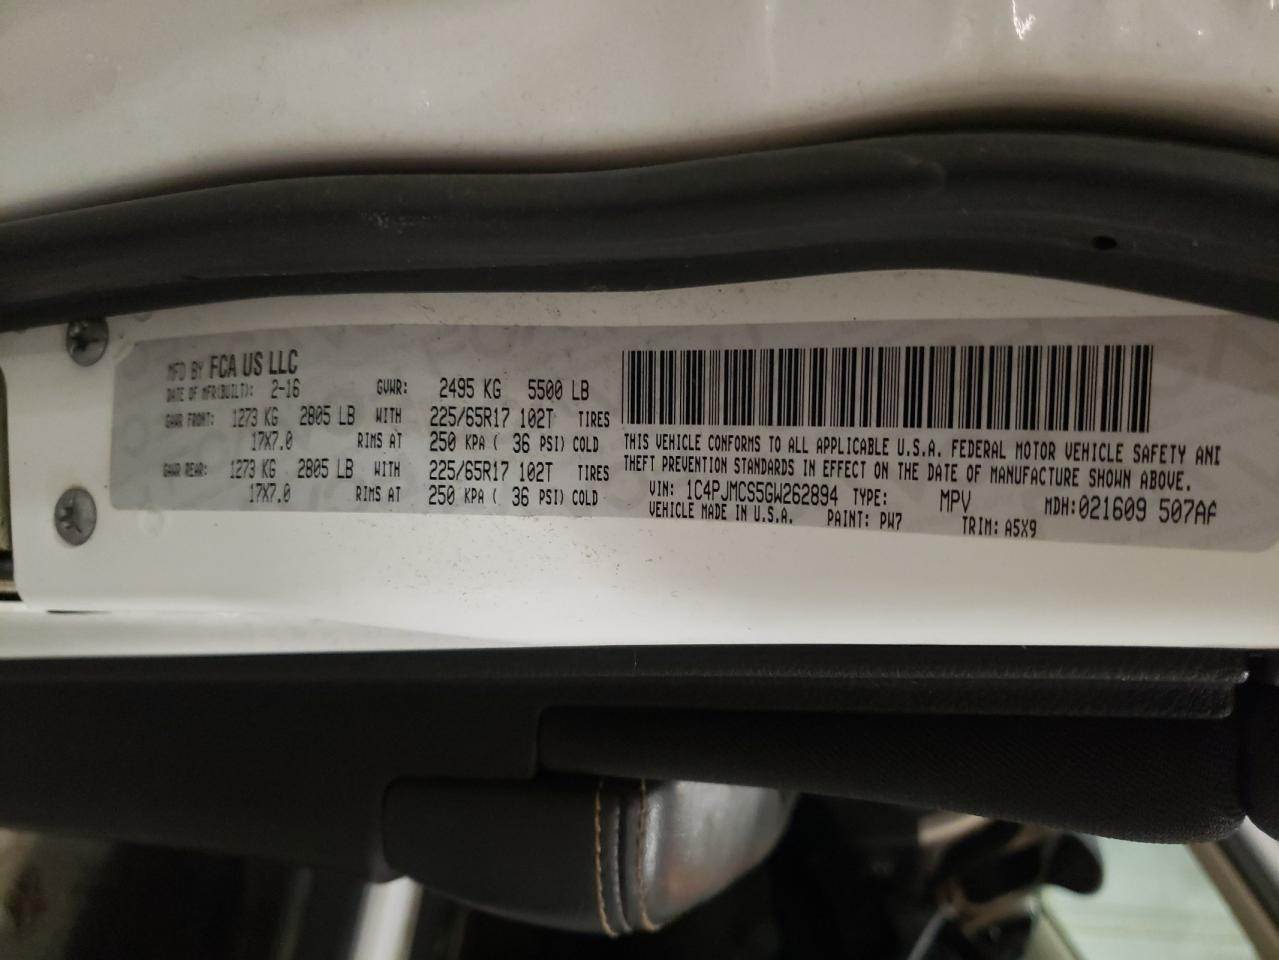 MFD BY FCA US LLC
DATE OF MFR(BUILT): 2-16 GVWR: 2495 KG 5500 LB
GAWR FRONT: 1273 KG 2805 LB WITH 225/65R17 102T TIRES
17X7.0 RIMS AT 250 KPA ( 36 PSI) COLD
GAWR REAR: 1273 KG 2805 LB WITH 225/65R17 102T TIRES
17X7.0 RIMS AT 250 KPA ( 36 PSI) COLD
THIS VEHICLE CONFORMS TO ALL APPLICABLE U.S.A. FEDERAL MOTOR VEHICLE SAFETY AND
THEFT PREVENTION STANDARDS IN EFFECT ON THE DATE OF MANUFACTURE SHOWN ABOVE.
VIN: 1C4PJMCS5GW262894 TYPE: MPV MDH:021609 507AA
VEHICLE MADE IN U.S.A. PAINT: PW7 TRIM: A5X9